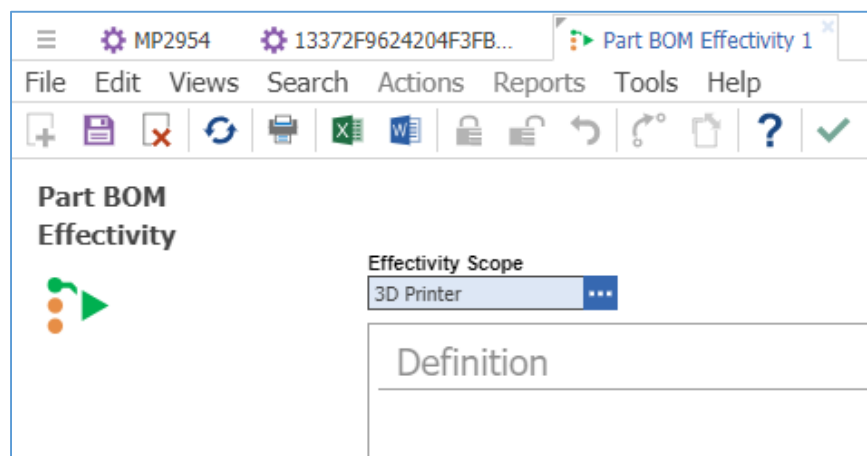 MP2954 13372F9624204F3FB... Part BOM Effectivity 1
File Edit Views Search Actions Reports Tools Help
Part BOM
Effectivity
Effectivity Scope
3D Printer
Definition